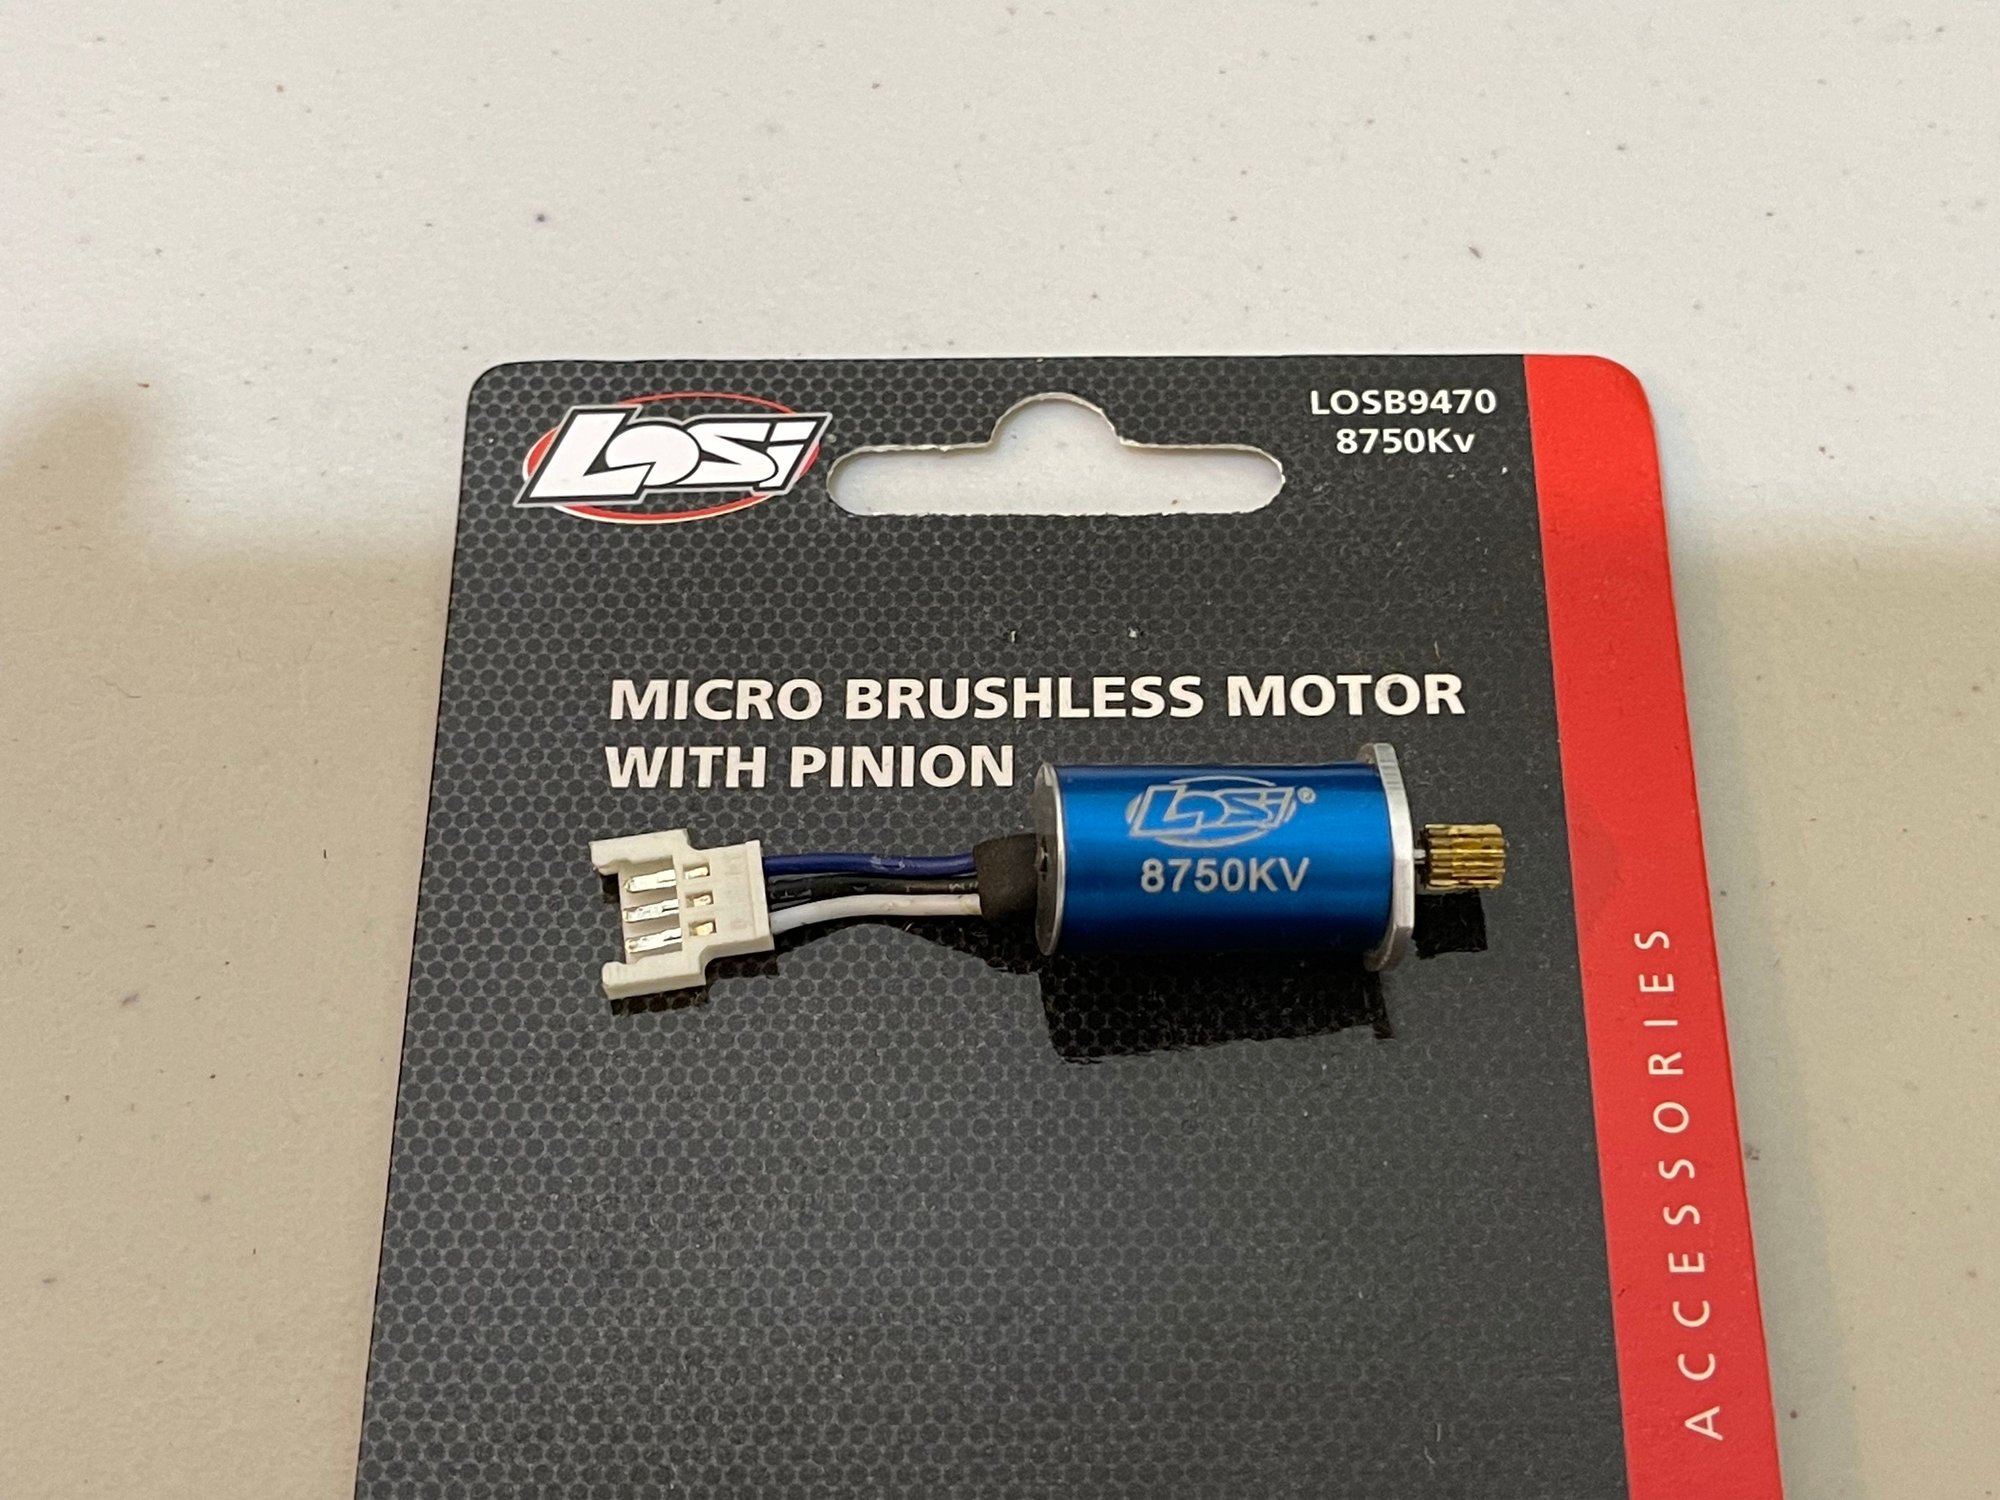 Losi
LOSB9470
8750Kv
MICRO BRUSHLESS MOTOR
WITH PINION
Losi®
8750KV
ACCESSORIES